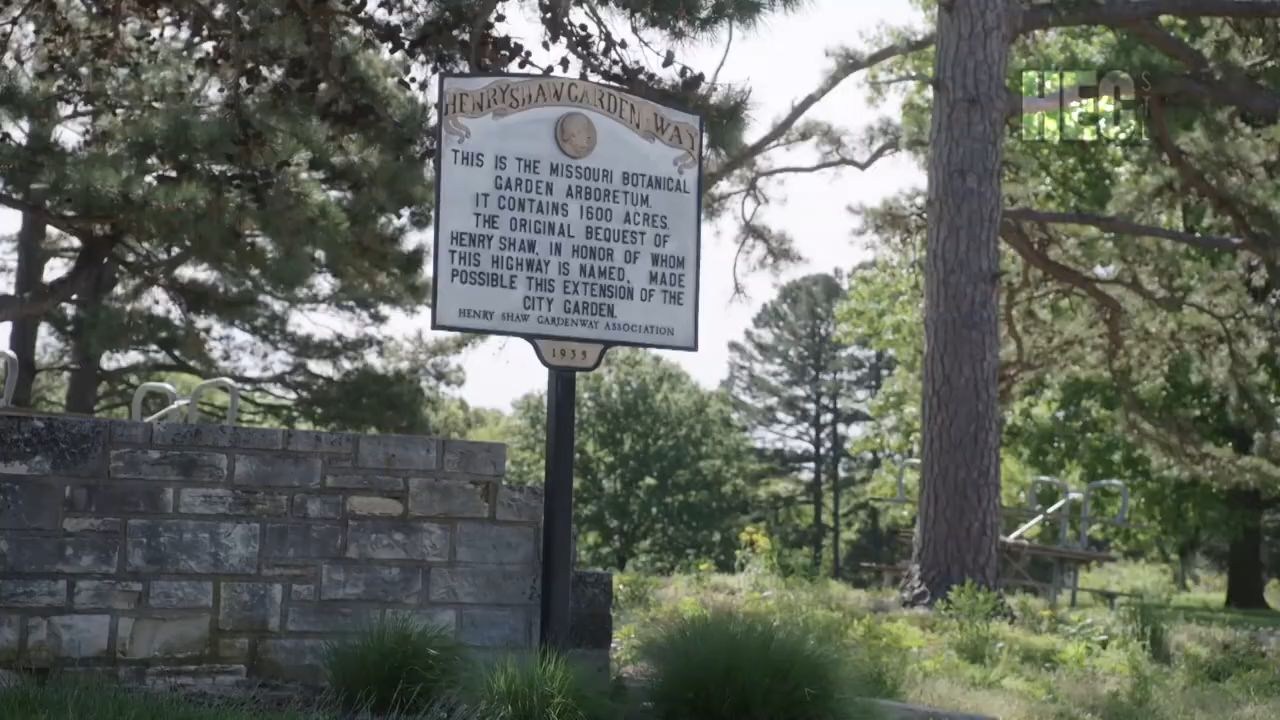 HENRY SHAW GARDEN-WAY
THIS IS THE MISSOURI BOTANICAL
GARDEN ARBORETUM.
IT CONTAINS 1600 ACRES.
THE ORIGINAL BEQUEST OF
HENRY SHAW, IN HONOR OF WHOM
THIS HIGHWAY IS NAMED, MADE
POSSIBLE THIS EXTENSION OF THE
CITY GARDEN.
HENRY SHAW GARDENWAY ASSOCIATION
1935
HEC